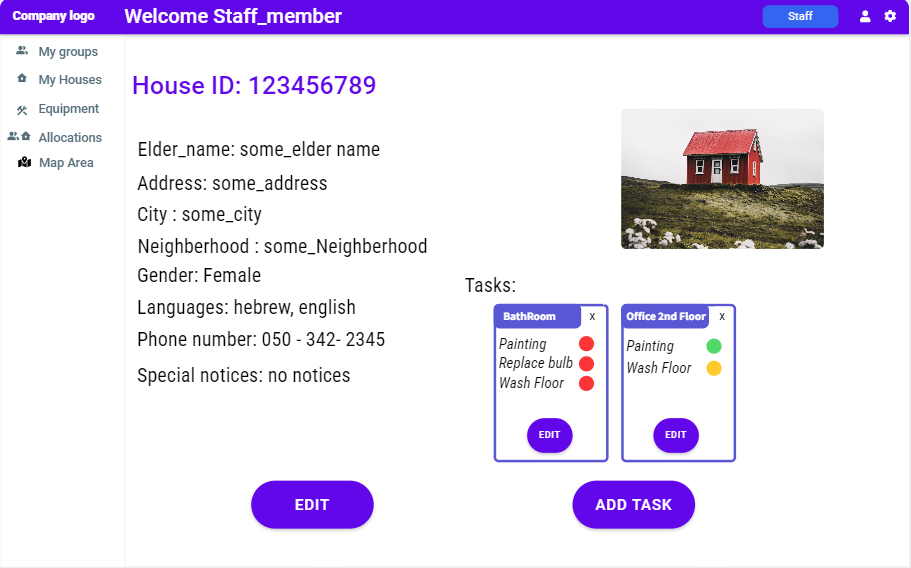 Company logo
Welcome Staff_member
Staff
My groups
My Houses
Equipment
Allocations
Map Area
House ID: 123456789
Elder_name: some_elder name
Address: some_address
City : some_city
Neighberhood : some_Neighberhood
Gender: Female
Languages: hebrew, english
Phone number: 050 - 342- 2345
Special notices: no notices
Tasks:
BathRoom x
Painting
Replace bulb
Wash Floor
EDIT
Office 2nd Floor x
Painting
Wash Floor
EDIT
EDIT
ADD TASK